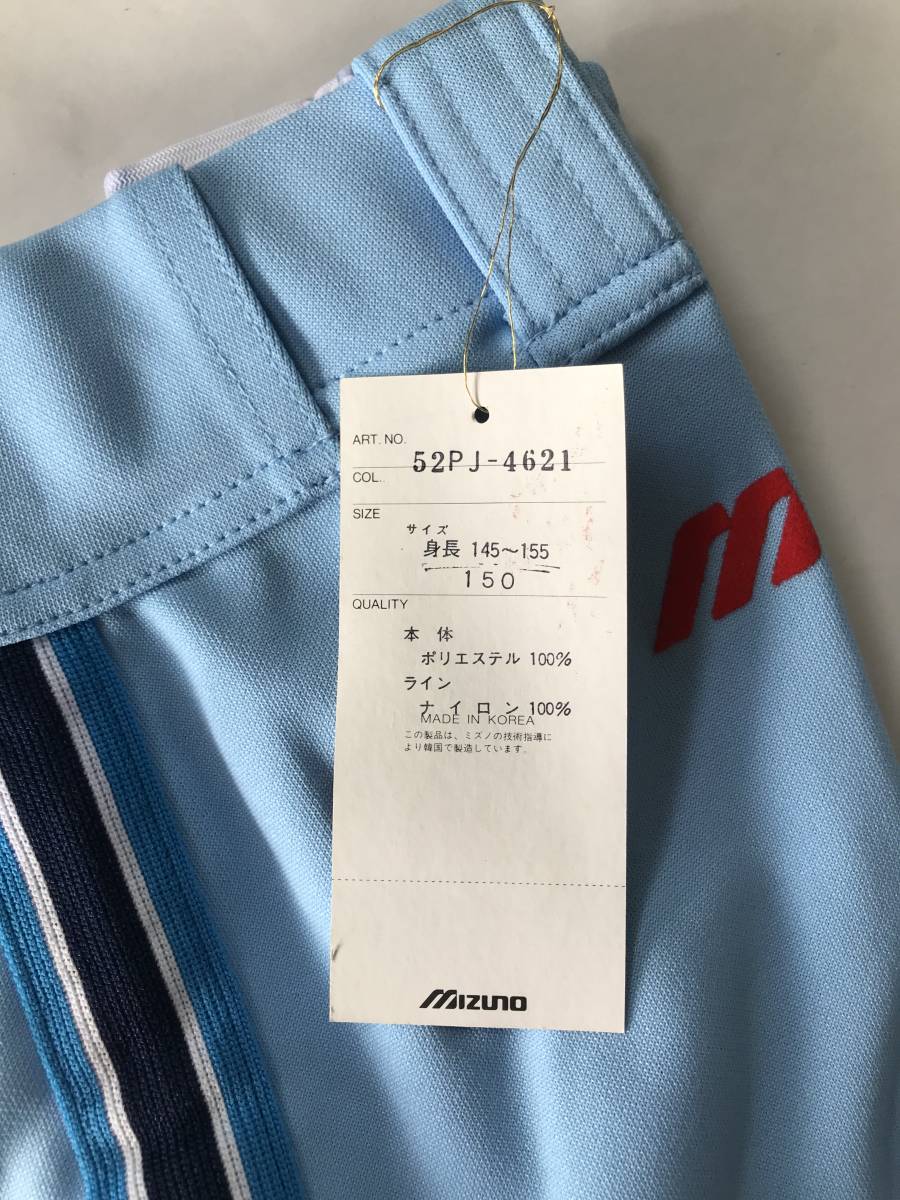 ART. NO.
52PJ-4621
COL.
SIZE
サイズ
身長 145～155
150
QUALITY
本 体
ポリエステル 100%
ライン
ナイロン 100%
MADE IN KOREA
この製品は、ミズノの技術指導に
より韓国で製造しています。
MIZUNO
M